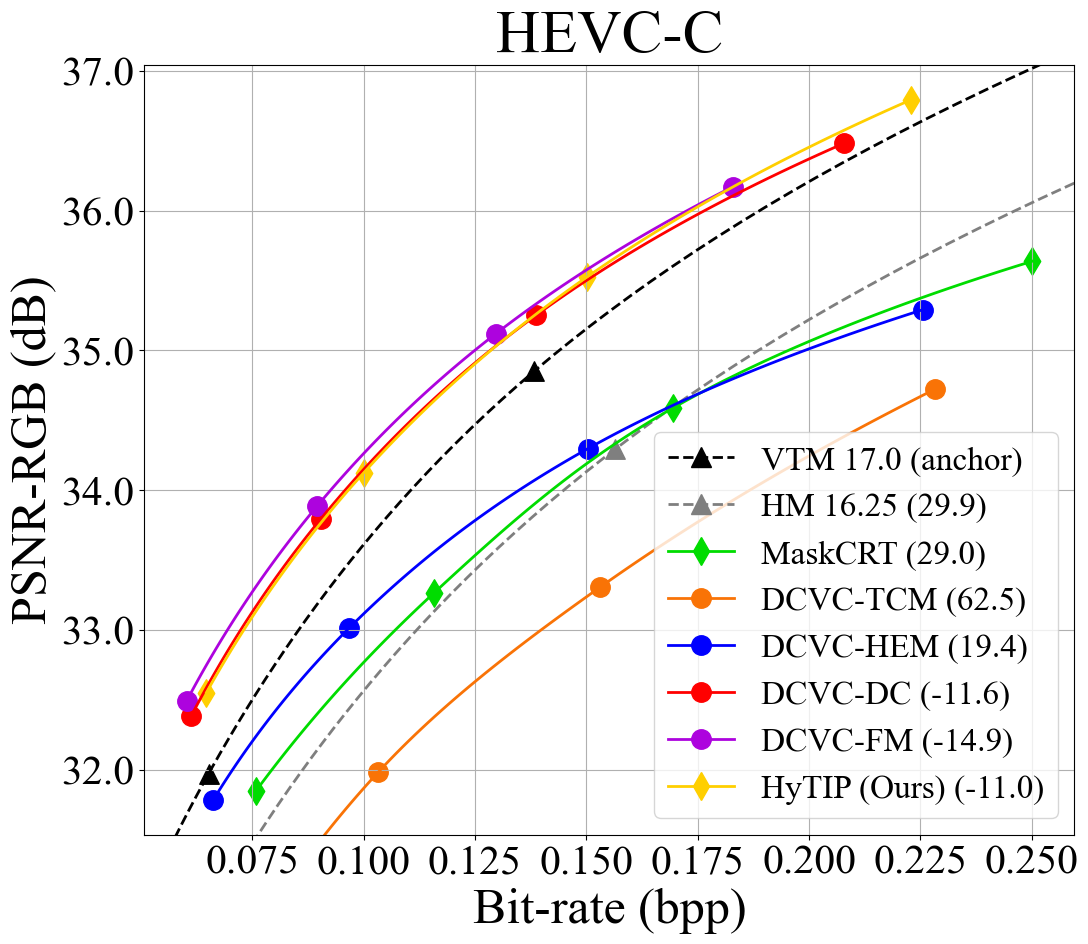 HEVC-C
37.0
36.0
35.0
34.0
33.0
32.0
PSNR-RGB (dB)
VTM 17.0 (anchor)
HM 16.25 (29.9)
MaskCRT (29.0)
DCVC-TCM (62.5)
DCVC-HEM (19.4)
DCVC-DC (-11.6)
DCVC-FM (-14.9)
HyTIP (Ours) (-11.0)
0.075 0.100 0.125 0.150 0.175 0.200 0.225 0.250
Bit-rate (bpp)